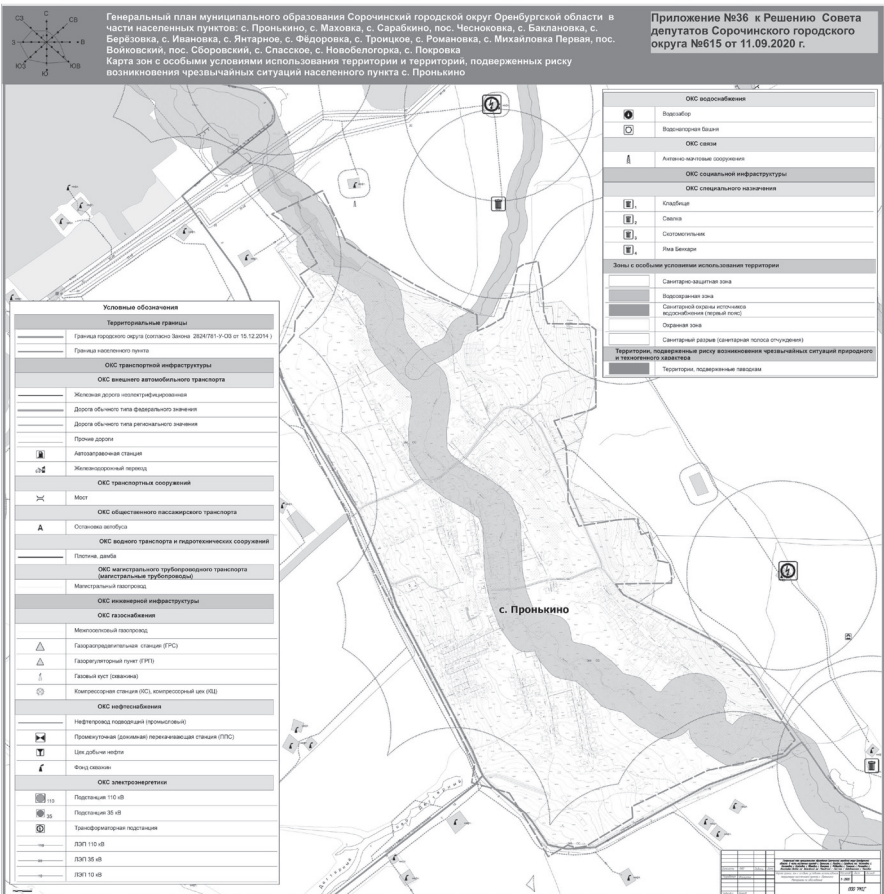 С
СЗ
СВ
З
В
ЮЗ
ЮВ
Ю
Генеральный план муниципального образования Сорочинский городской округ Оренбургской области в
части населенных пунктов: с. Пронькино, с. Маховка, с. Сарабкино, пос. Чесноковка, с. Баклановка, с.
Берёзовка, с. Ивановка, с. Янтарное, с. Фёдоровка, с. Троицкое, с. Романовка, с. Михайловка Первая, пос.
Войковский, пос. Сборовский, с. Спасское, с. Новобелогорка, с. Покровка
Карта зон с особыми условиями использования территории и территорий, подверженных риску
возникновения чрезвычайных ситуаций населенного пункта с. Пронькино
Приложение №36 к Решению Совета
депутатов Сорочинского городского
округа №615 от 11.09.2020 г.
ОКС водоснабжения
Водозабор
Водонапорная башня
ОКС связи
Антенно-мачтовые сооружения
ОКС социальной инфраструктуры
ОКС специального назначения
Кладбище
Свалка
Скотомогильник
Яма Беккари
Зоны с особыми условиями использования территории
Санитарно-защитная зона
Водоохранная зона
Санитарной охраны источников
водоснабжения (первый пояс)
Охранная зона
Санитарный разрыв (санитарная полоса отчуждения)
Территории, подверженные риску возникновения чрезвычайных ситуаций природного
и техногенного характера
Территории, подверженные паводкам
Условные обозначения
Территориальные границы
Граница городского округа (согласно Закона 2824/781-V-ОЗ от 15.12.2014 )
Граница населенного пункта
ОКС транспортной инфраструктуры
ОКС внешнего автомобильного транспорта
Железная дорога неэлектрифицированная
Дорога обычного типа федерального значения
Дорога обычного типа регионального значения
Прочие дороги
Автозаправочная станция
Железнодорожный переезд
ОКС транспортных сооружений
Мост
ОКС общественного пассажирского транспорта
А Остановка автобуса
ОКС водного транспорта и гидротехнических сооружений
Плотина, дамба
ОКС магистрального трубопроводного транспорта
(магистральные трубопроводы)
Магистральный газопровод
ОКС инженерной инфраструктуры
ОКС газоснабжения
Межпоселковый газопровод
Газораспределительная станция (ГРС)
Газорегуляторный пункт (ГРП)
Газовый куст (скважина)
Компрессорная станция (КС), компрессорный цех (КЦ)
ОКС нефтеснабжения
Нефтепровод подводящий (промысловый)
Промежуточная (дожимная) перекачивающая станция (ППС)
Цех добычи нефти
Фонд скважин
ОКС электроэнергетики
110 Подстанция 110 кВ
35 Подстанция 35 кВ
Трансформаторная подстанция
ЛЭП 110 кВ
ЛЭП 35 кВ
ЛЭП 10 кВ
с. Пронькино